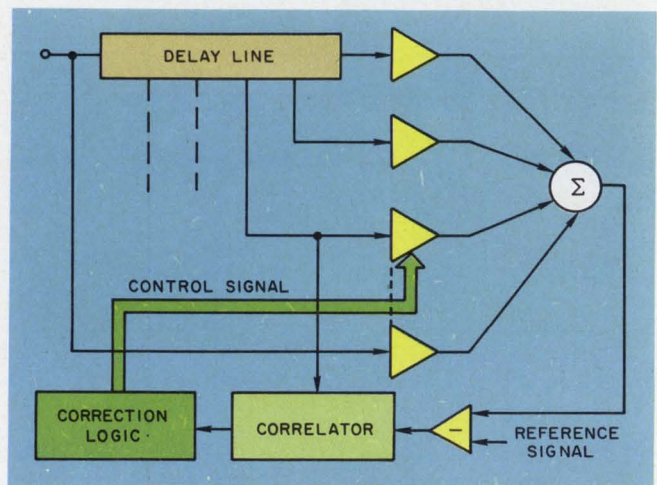 DELAY LINE
Σ
CONTROL SIGNAL
CORRECTION
LOGIC
CORRELATOR
−
REFERENCE
SIGNAL